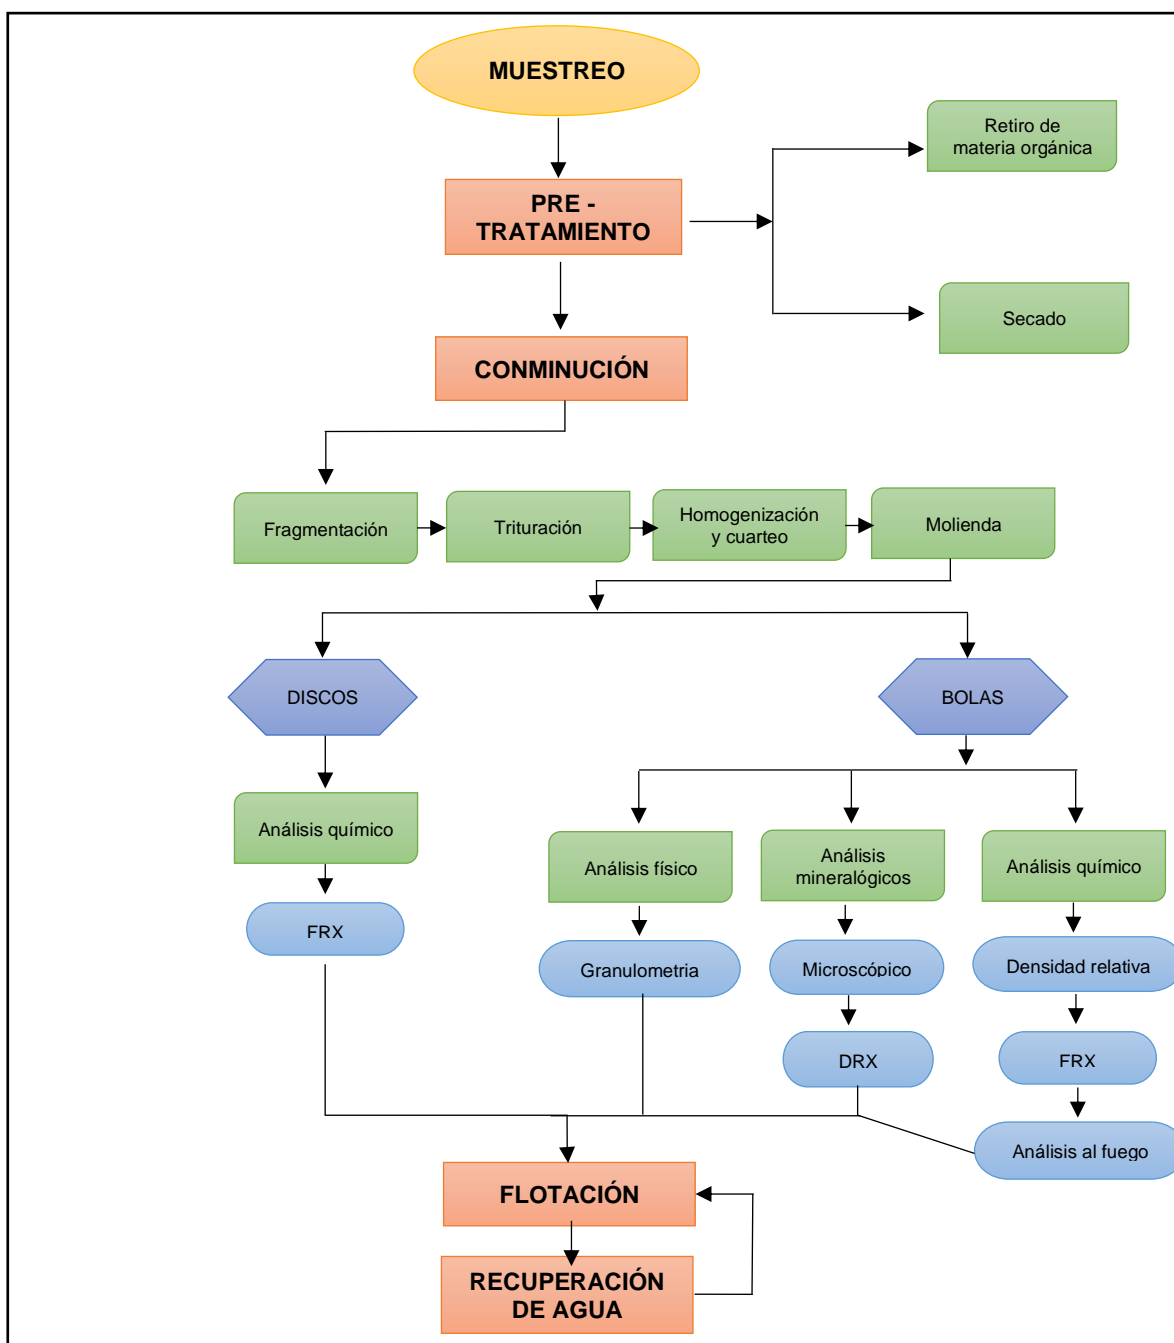 MUESTREO
Retiro de
materia orgánica
PRE -
TRATAMIENTO
Secado
CONMINUCIÓN
Fragmentación
Trituración
Homogenización
y cuarteo
Molienda
DISCOS
BOLAS
Análisis químico
Análisis físico
Análisis
mineralógicos
Análisis químico
FRX
Granulometria
Microscópico
Densidad relativa
DRX
FRX
Análisis al fuego
FLOTACIÓN
RECUPERACIÓN
DE AGUA